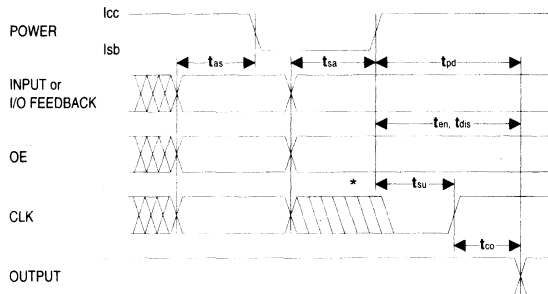 Icc
POWER
Isb
tas
tsa
tpd
INPUT or
I/O FEEDBACK
ten, tdis
OE
*
tsu
CLK
tco
OUTPUT